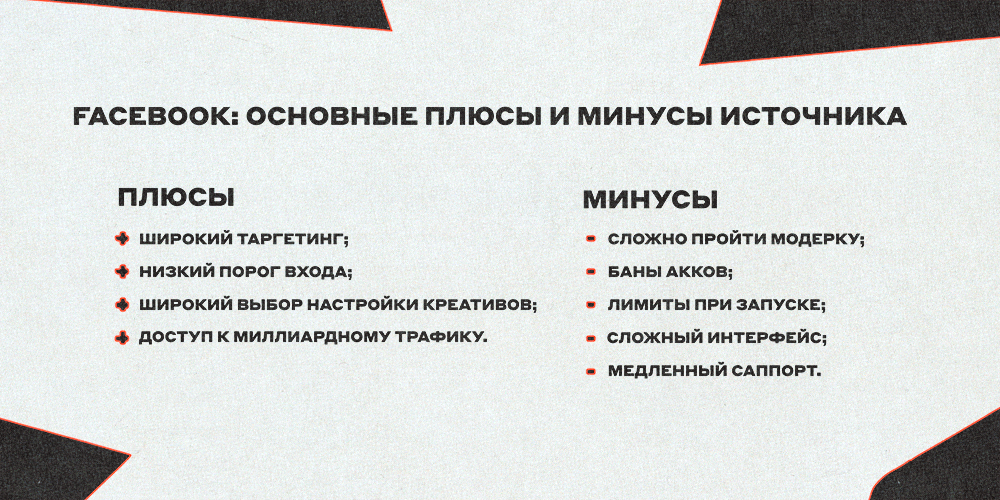 FACEBOOK: ОСНОВНЫЕ ПЛЮСЫ И МИНУСЫ ИСТОЧНИКА
ПЛЮСЫ
+ ШИРОКИЙ ТАРГЕТИНГ;
+ НИЗКИЙ ПОРОГ ВХОДА;
+ ШИРОКИЙ ВЫБОР НАСТРОЙКИ КРЕАТИВОВ;
+ ДОСТУП К МИЛЛИАРДНОМУ ТРАФИКУ.
МИНУСЫ
- СЛОЖНО ПРОЙТИ МОДЕРКУ;
- БАНЫ АККОВ;
- ЛИМИТЫ ПРИ ЗАПУСКЕ;
- СЛОЖНЫЙ ИНТЕРФЕЙС;
- МЕДЛЕННЫЙ САППОРТ.